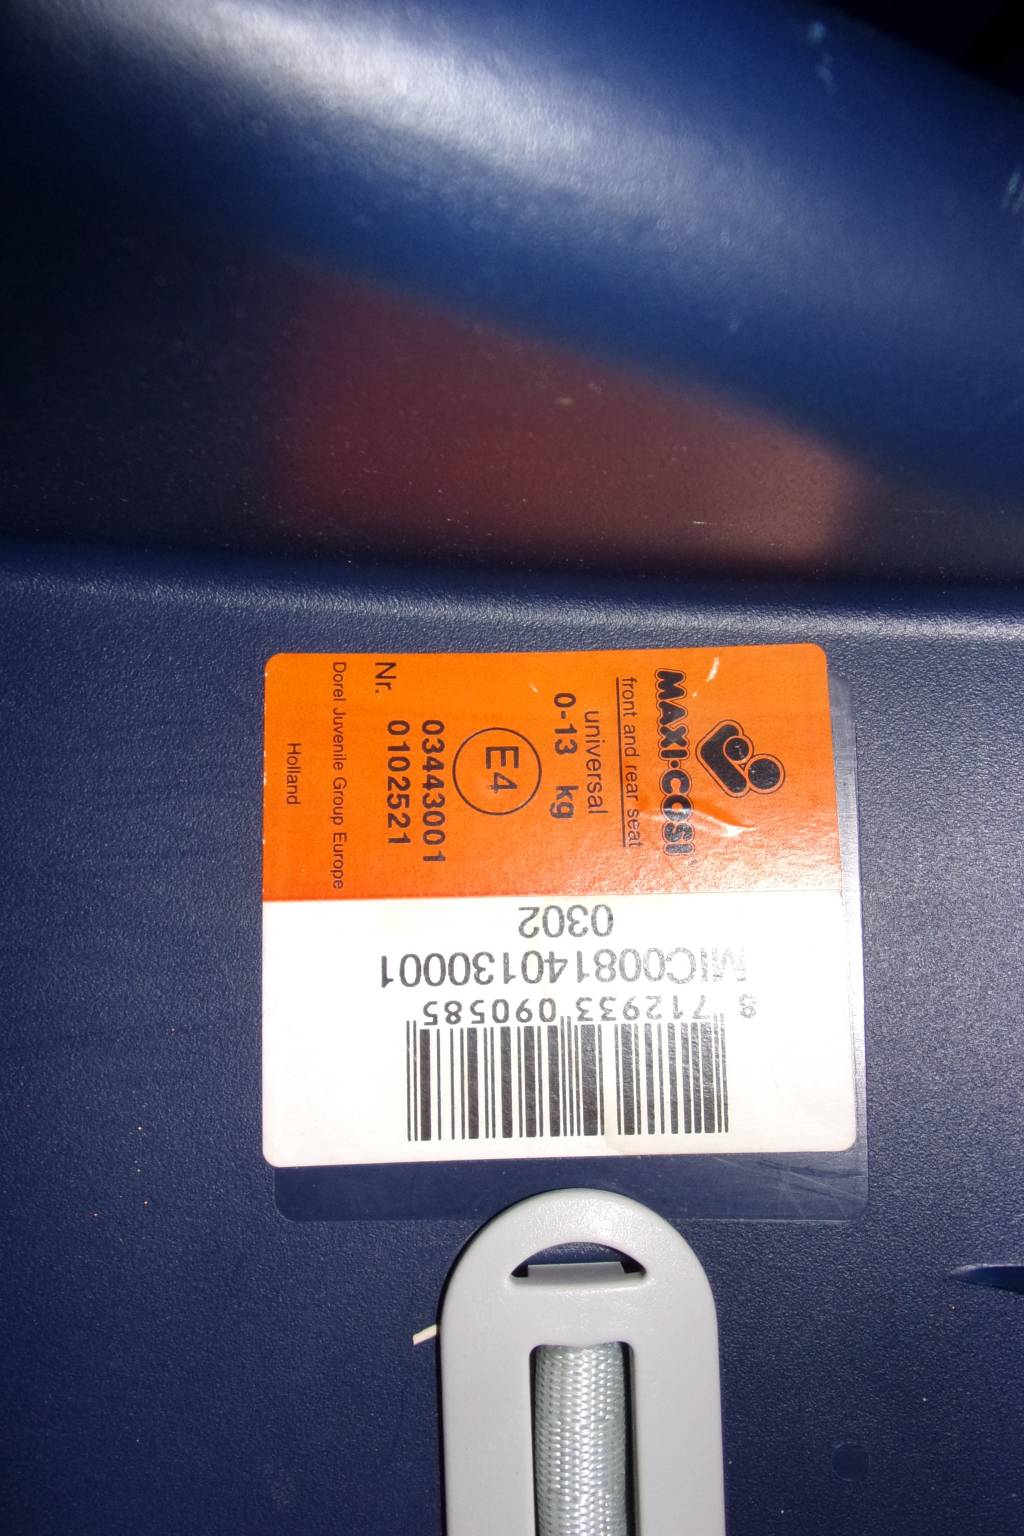 MAXI·COSI
front and rear seat
universal
0-13 kg
E4
03443001
Nr. 0102521
Dorel Juvenile Group Europe
Holland
0302
MIC008140130001
8 712933 090585